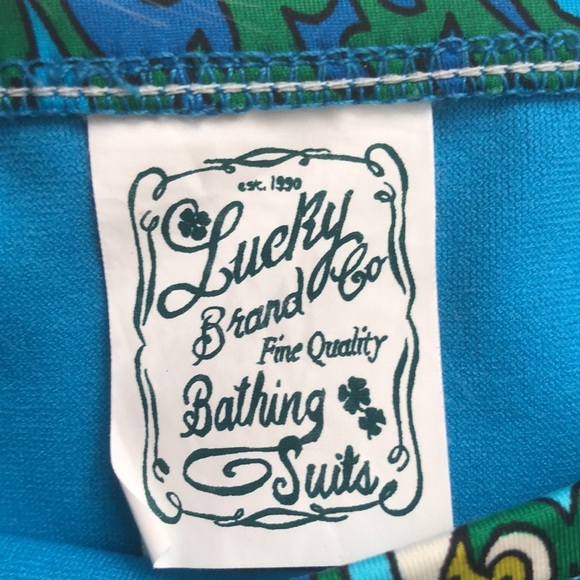 est. 1990
Lucky
Brand Co
Fine Quality
Bathing
Suits